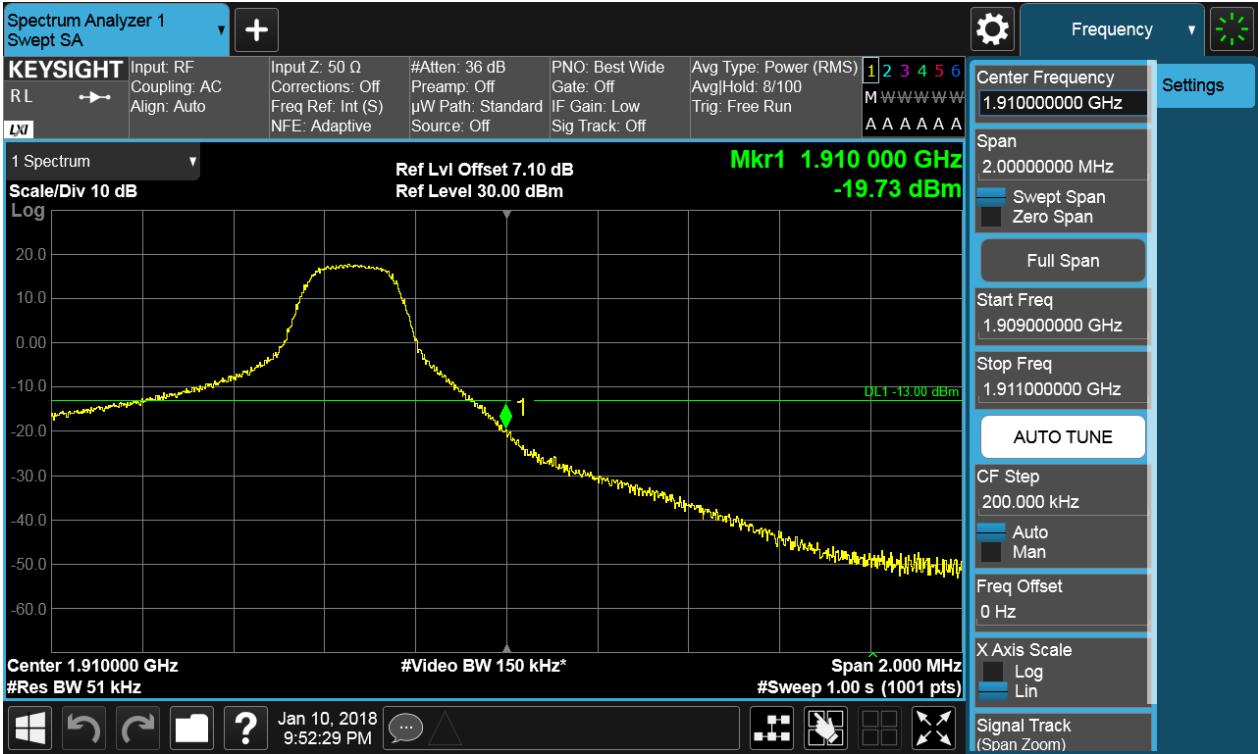 Spectrum Analyzer 1
Swept SA
+
Frequency
KEYSIGHT
R L
LXI
Input: RF
Coupling: AC
Align: Auto
Input Z: 50 Ω
Corrections: Off
Freq Ref: Int (S)
NFE: Adaptive
#Atten: 36 dB
Preamp: Off
µW Path: Standard
Source: Off
PNO: Best Wide
Gate: Off
IF Gain: Low
Sig Track: Off
Avg Type: Power (RMS)
Avg|Hold: 8/100
Trig: Free Run
1 2 3 4 5 6
M W W W W W
A A A A A A
1 Spectrum
Scale/Div 10 dB
Log
Ref Lvl Offset 7.10 dB
Ref Level 30.00 dBm
Mkr1 1.910 000 GHz
-19.73 dBm
20.0
10.0
0.00
-10.0
-20.0
-30.0
-40.0
-50.0
-60.0
DL1 -13.00 dBm
1
Center 1.910000 GHz
#Res BW 51 kHz
#Video BW 150 kHz*
Span 2.000 MHz
#Sweep 1.00 s (1001 pts)
?
Jan 10, 2018
9:52:29 PM
Center Frequency
1.910000000 GHz
Span
2.00000000 MHz
Swept Span
Zero Span
Full Span
Start Freq
1.909000000 GHz
Stop Freq
1.911000000 GHz
AUTO TUNE
CF Step
200.000 kHz
Auto
Man
Freq Offset
0 Hz
X Axis Scale
Log
Lin
Signal Track
(Span Zoom)
Settings